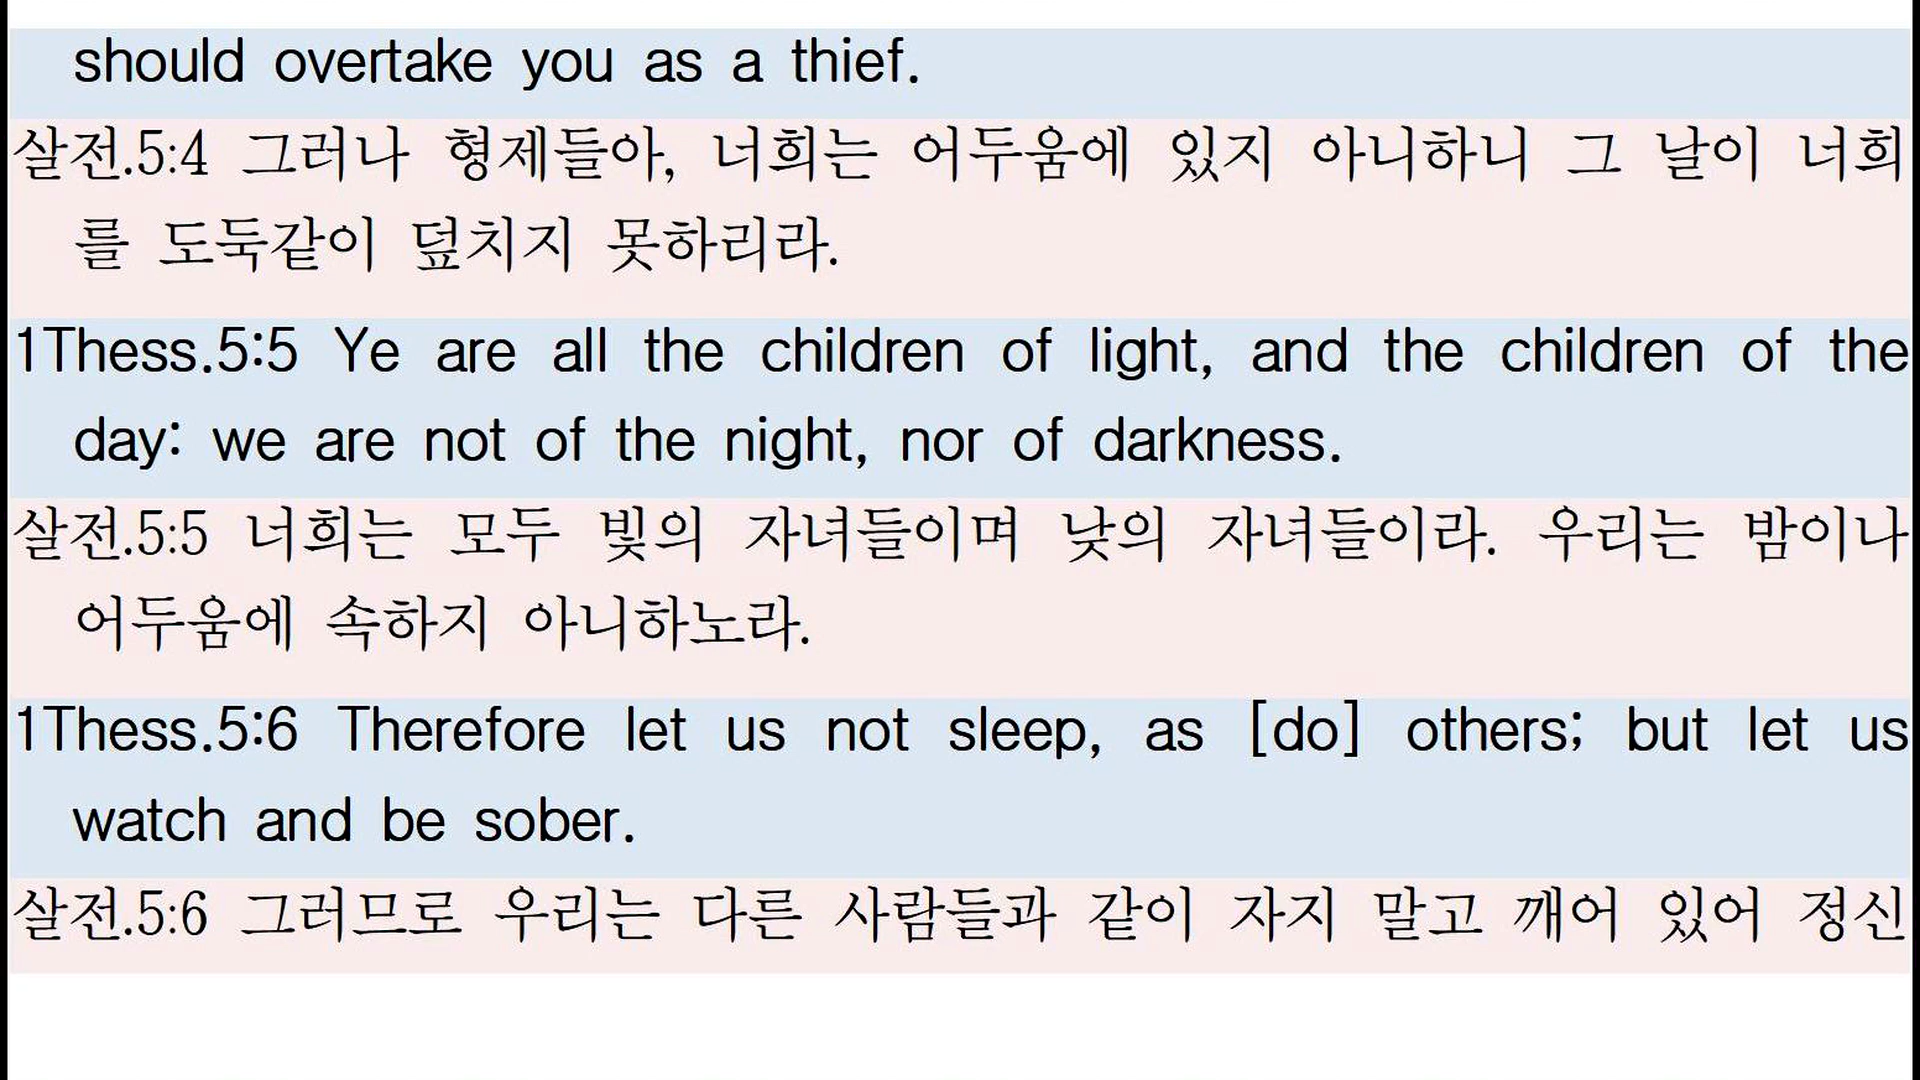 should overtake you as a thief.
살전.5:4 그러나 형제들아, 너희는 어두움에 있지 아니하니 그 날이 너희
를 도둑같이 덮치지 못하리라.
1Thess.5:5 Ye are all the children of light, and the children of the
day: we are not of the night, nor of darkness.
살전.5:5 너희는 모두 빛의 자녀들이며 낮의 자녀들이라. 우리는 밤이나
어두움에 속하지 아니하노라.
1Thess.5:6 Therefore let us not sleep, as [do] others; but let us
watch and be sober.
살전.5:6 그러므로 우리는 다른 사람들과 같이 자지 말고 깨어 있어 정신